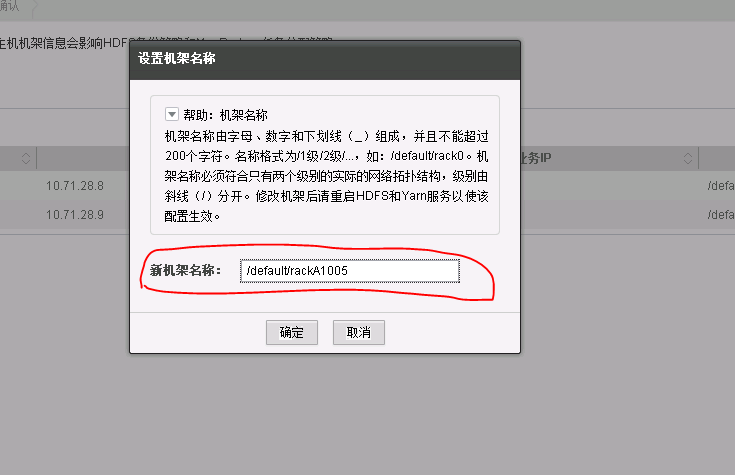 确认
主机机架信息会影响HDFS
设置机架名称
帮助：机架名称
机架名称由字母、数字和下划线（_）组成，并且不能超过
200个字符。名称格式为/1级/2级/...，如：/default/rack0。机
架名称必须符合只有两个级别的实际的网络拓扑结构，级别由
斜线（/）分开。修改机架后请重启HDFS和Yarn服务以使该
配置生效。
业务IP
10.71.28.8
/defa
10.71.28.9
/defa
新机架名称：
/default/rackA1005
确定
取消